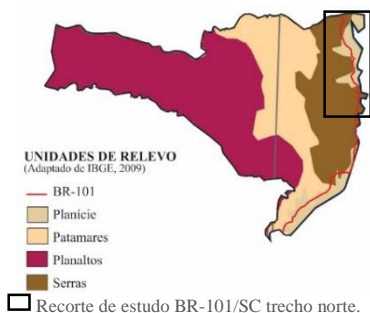 UNIDADES DE RELEVO
(Adaptado de IBGE, 2009)
BR-101
Planície
Patamares
Planaltos
Serras
Recorte de estudo BR-101/SC trecho norte.